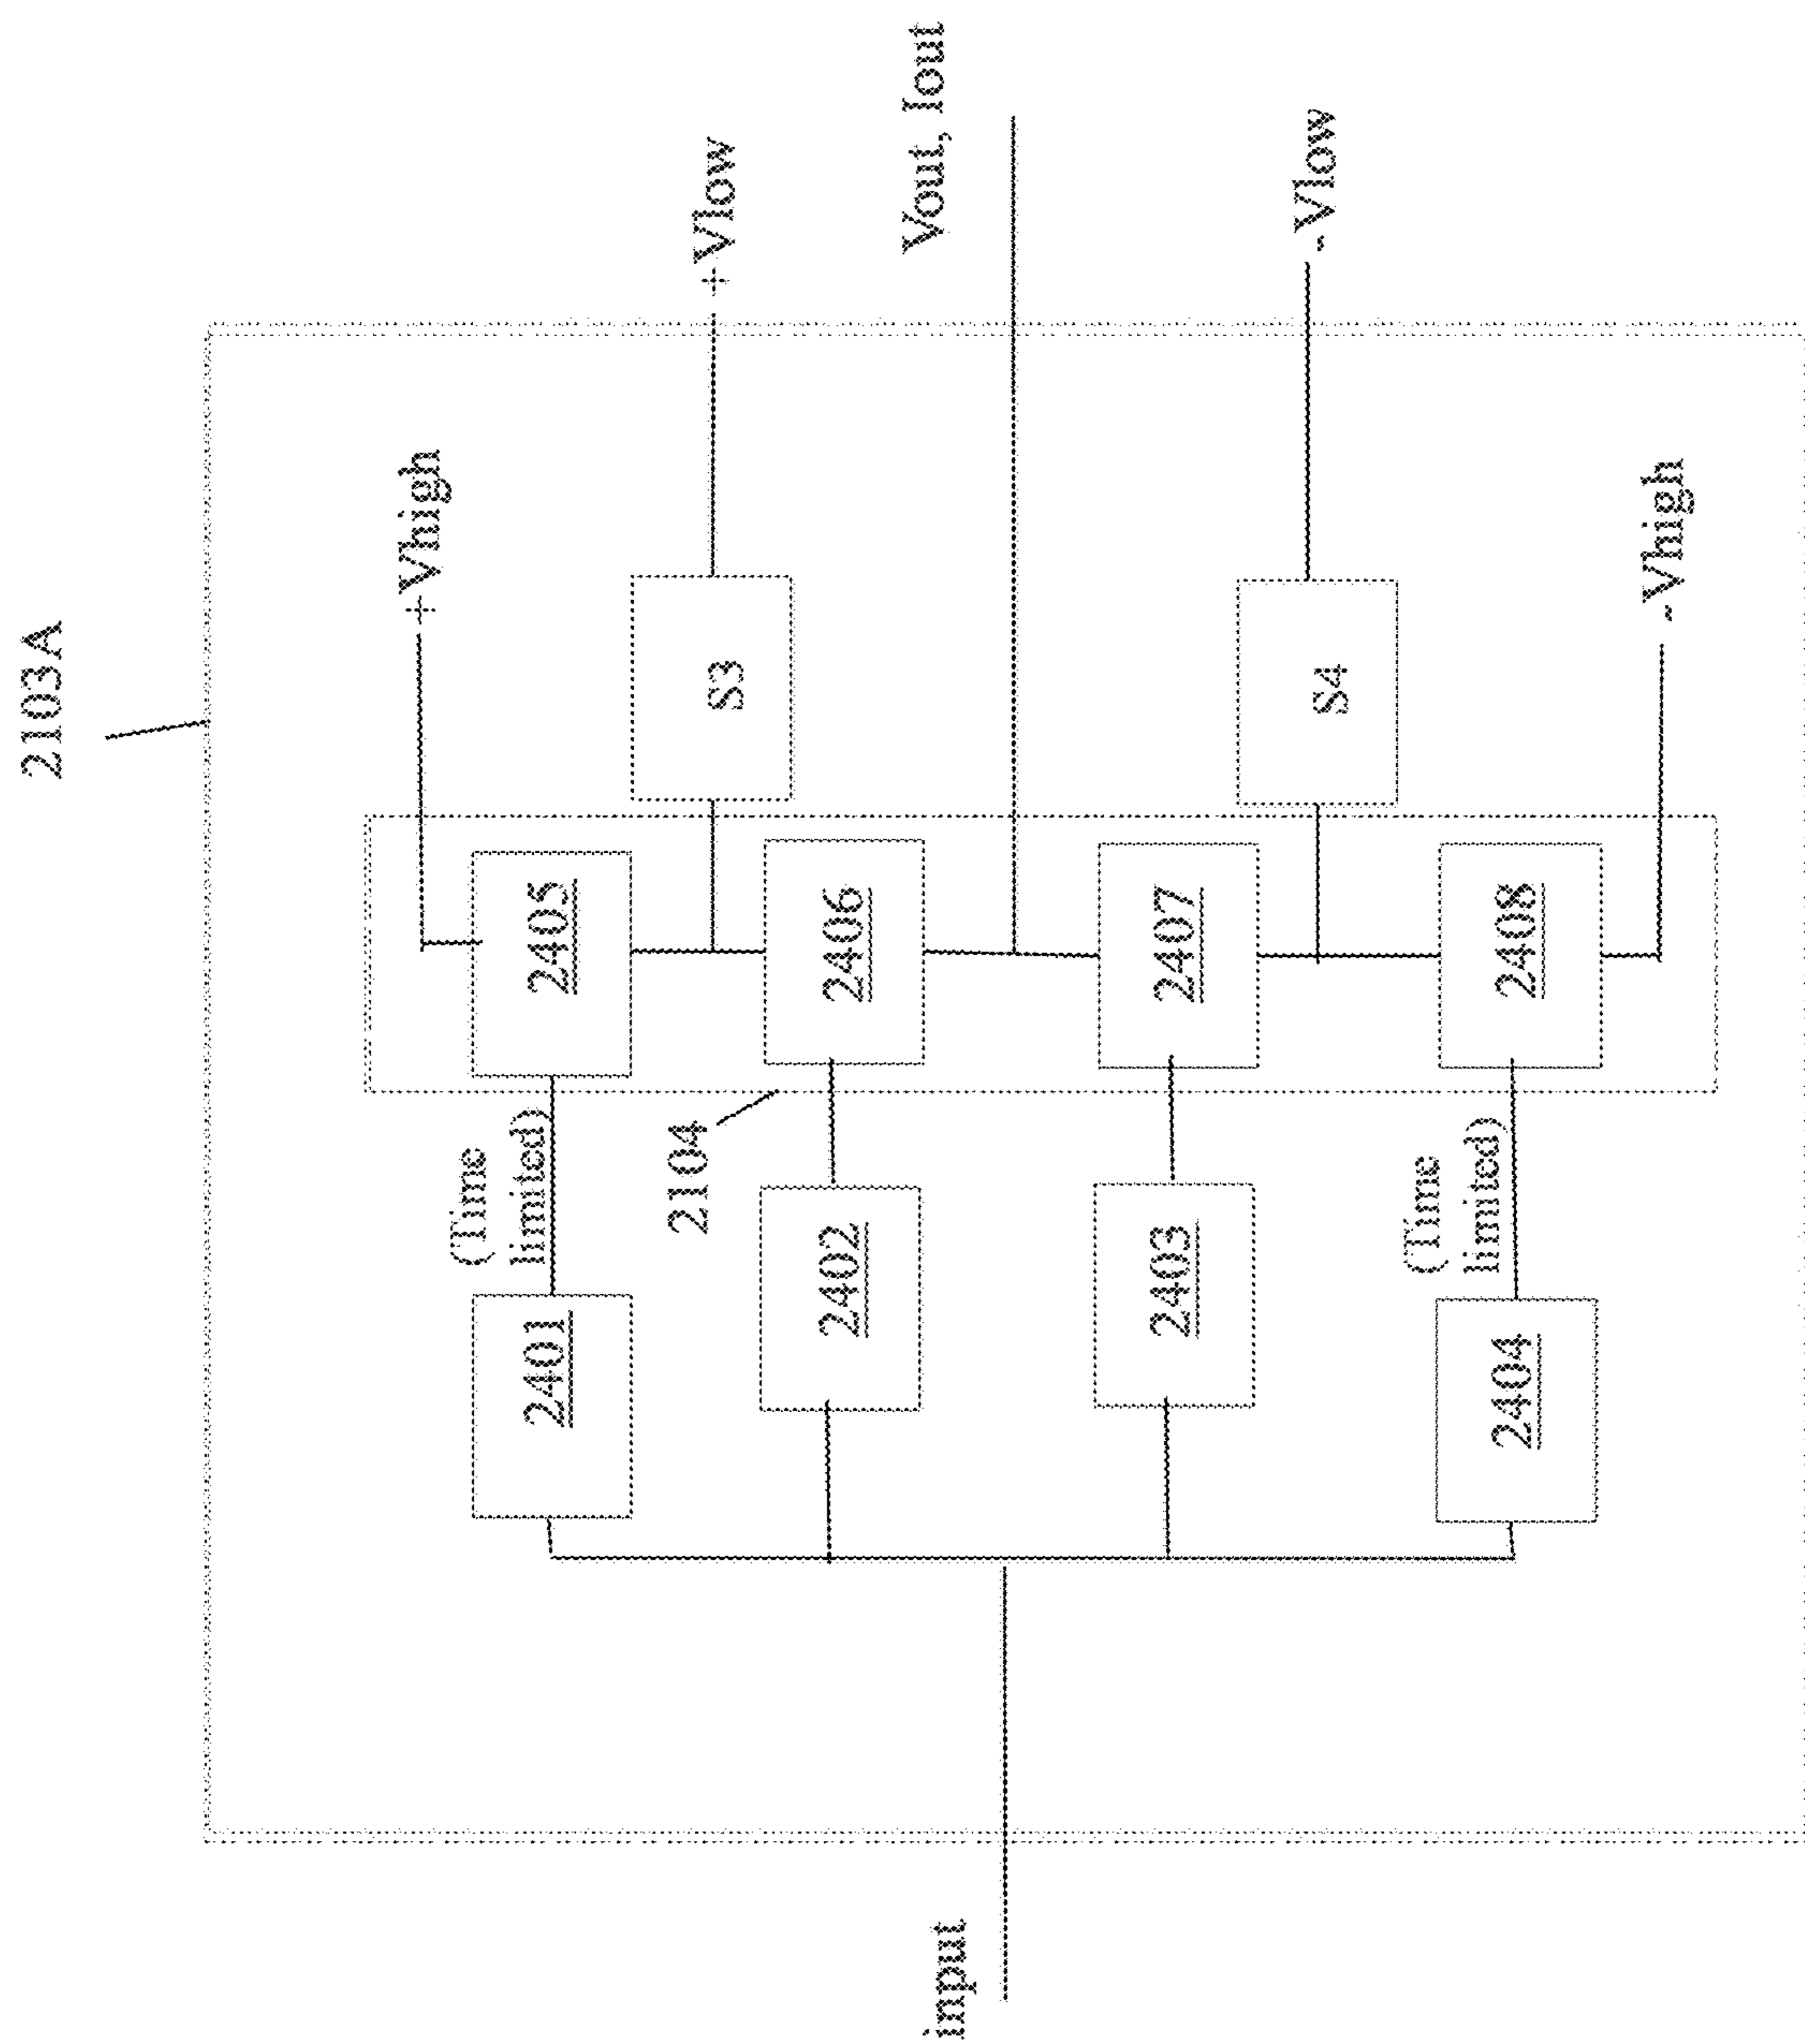 2103A
+Vhigh
+Vlow
Vout, Iout
-Vlow
-Vhigh
S3
S4
2405
2406
2407
2408
(Time
limited)
2104
(Time
limited)
2401
2402
2403
2404
input